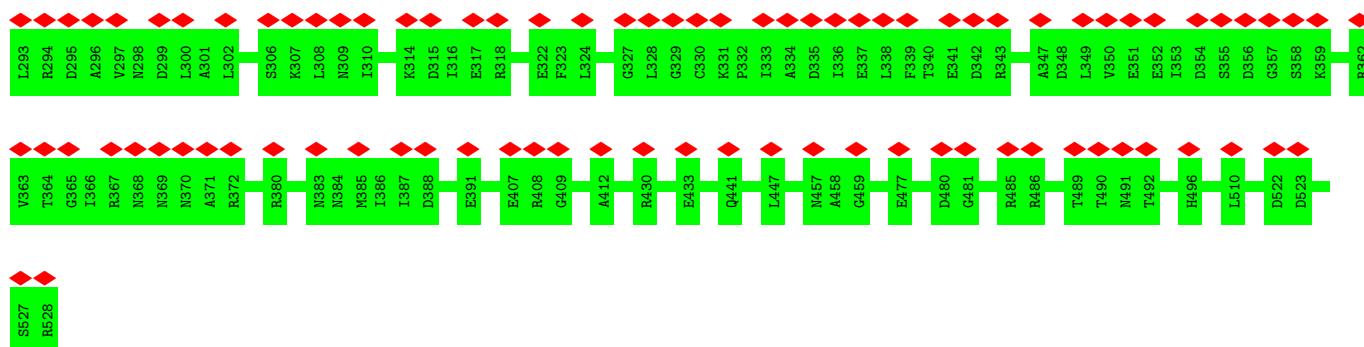 L293 R294 D295 A296 V297 N298 D299 L300 A301 L302 S306 K307 L308 N309 I310 K314 D315 I316 E317 R318 E322 F323 L324 G327 L328 G329 C330 K331 P332 I333 A334 D335 I336 E337 L338 F339 T340 E341 D342 R343 A347 D348 L349 V350 E351 E352 I353 D354 S355 D356 G357 S358 K359 R362
V363 T364 G365 I366 R367 N368 N369 N370 A371 R372 R380 N383 N384 M385 I386 I387 D388 E391 E407 R408 G409 A412 R430 E433 Q441 L447 N457 A458 G459 E477 D480 G481 R485 R486 T489 T490 N491 T492 H496 L510 D522 D523
S527 R528